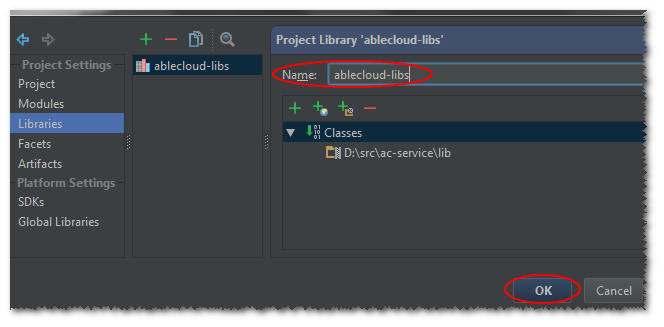 Project Settings
Project
Modules
Libraries
Facets
Artifacts
Platform Settings
SDKs
Global Libraries
ablecloud-libs
Project Library 'ablecloud-libs'
Name: ablecloud-libs
Classes
D:\src\ac-service\lib
OK
Cancel